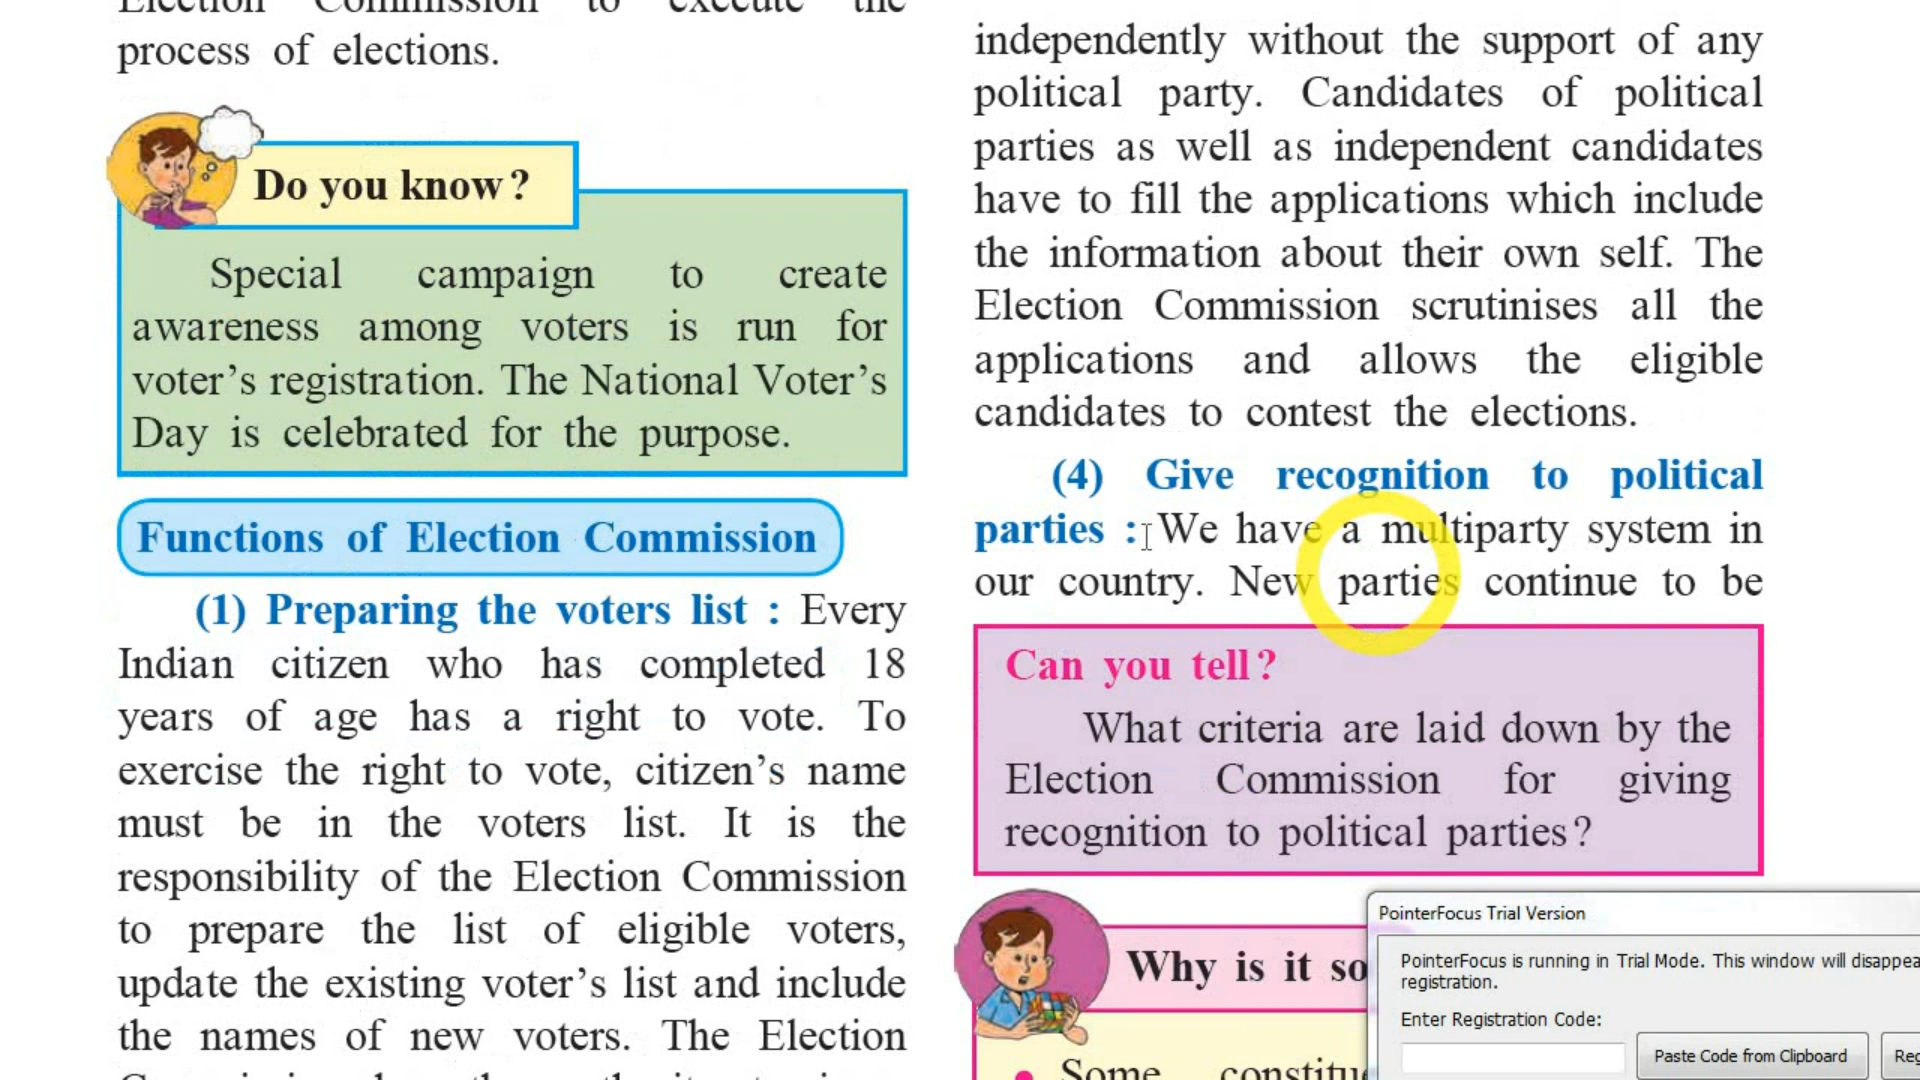 Election Commission to execute the
process of elections.
Do you know?
Special campaign to create
awareness among voters is run for
voter's registration. The National Voter's
Day is celebrated for the purpose.
Functions of Election Commission
(1) Preparing the voters list : Every
Indian citizen who has completed 18
years of age has a right to vote. To
exercise the right to vote, citizen's name
must be in the voters list. It is the
responsibility of the Election Commission
to prepare the list of eligible voters,
update the existing voter's list and include
the names of new voters. The Election
independently without the support of any
political party. Candidates of political
parties as well as independent candidates
have to fill the applications which include
the information about their own self. The
Election Commission scrutinises all the
applications and allows the eligible
candidates to contest the elections.
(4) Give recognition to political
parties : We have a multiparty system in
our country. New parties continue to be
Can you tell?
What criteria are laid down by the
Election Commission for giving
recognition to political parties?
Why is it so
• Some
PointerFocus Trial Version
PointerFocus is running in Trial Mode. This window will
registration.
Enter Registration Code:
Paste Code from Clipboard